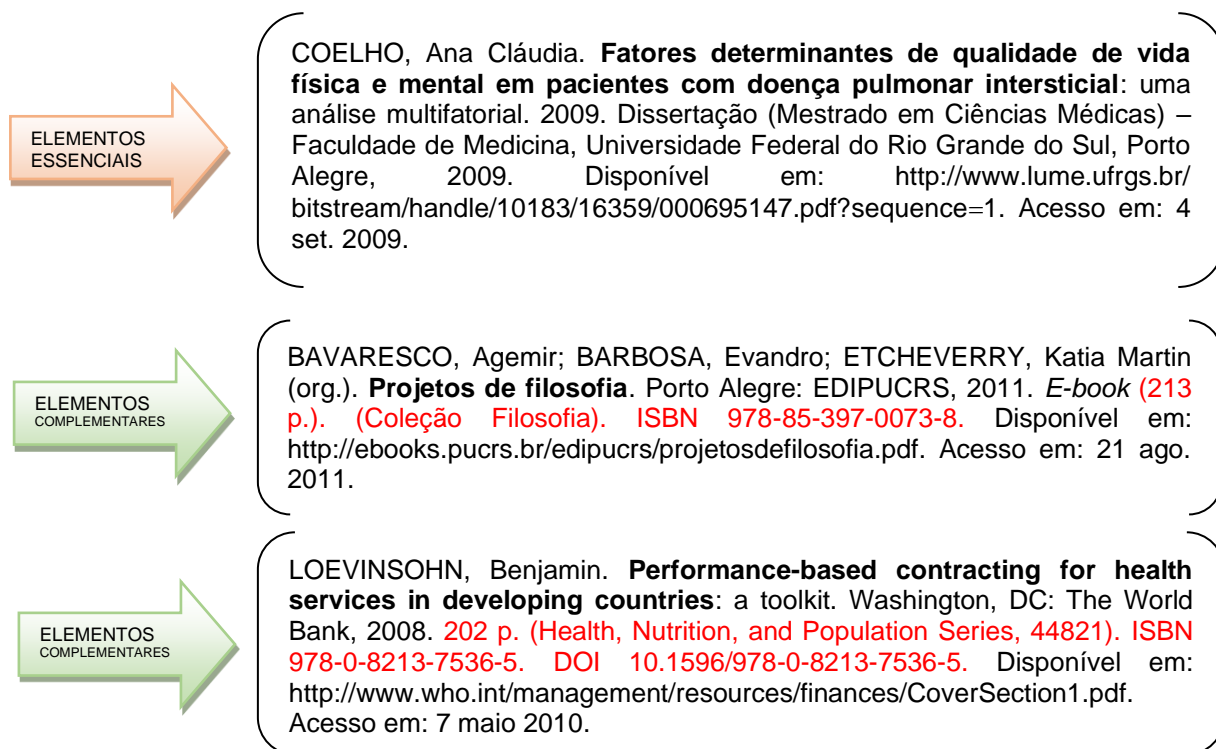 ELEMENTOS
ESSENCIAIS
COELHO, Ana Cláudia. Fatores determinantes de qualidade de vida
física e mental em pacientes com doença pulmonar intersticial: uma
análise multifatorial. 2009. Dissertação (Mestrado em Ciências Médicas) –
Faculdade de Medicina, Universidade Federal do Rio Grande do Sul, Porto
Alegre, 2009. Disponível em: http://www.lume.ufrgs.br/
bitstream/handle/10183/16359/000695147.pdf?sequence=1. Acesso em: 4
set. 2009.
ELEMENTOS
COMPLEMENTARES
BAVARESCO, Agemir; BARBOSA, Evandro; ETCHEVERRY, Katia Martin
(org.). Projetos de filosofia. Porto Alegre: EDIPUCRS, 2011. E-book (213
p.). (Coleção Filosofia). ISBN 978-85-397-0073-8. Disponível em:
http://ebooks.pucrs.br/edipucrs/projetosdefilosofia.pdf. Acesso em: 21 ago.
2011.
ELEMENTOS
COMPLEMENTARES
LOEVINSOHN, Benjamin. Performance-based contracting for health
services in developing countries: a toolkit. Washington, DC: The World
Bank, 2008. 202 p. (Health, Nutrition, and Population Series, 44821). ISBN
978-0-8213-7536-5. DOI 10.1596/978-0-8213-7536-5. Disponível em:
http://www.who.int/management/resources/finances/CoverSection1.pdf.
Acesso em: 7 maio 2010.